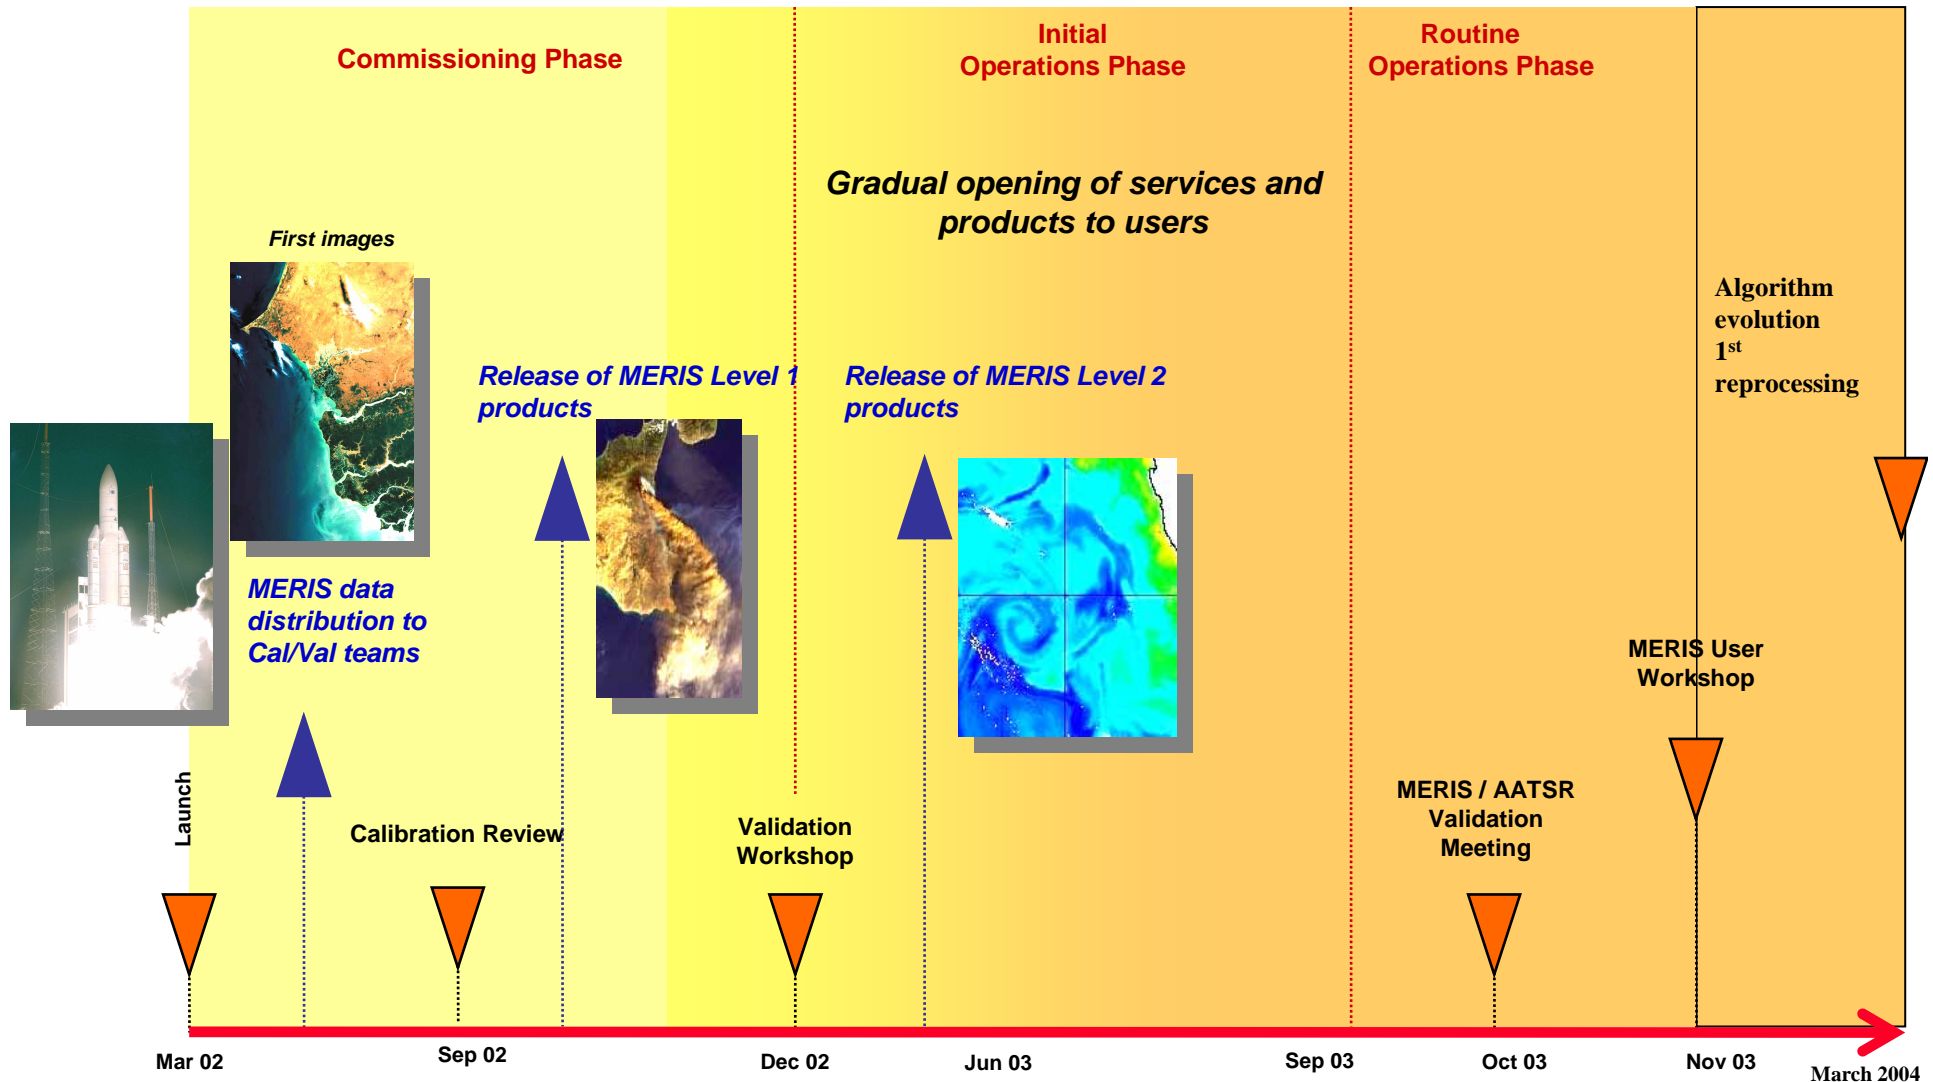 Commissioning Phase
Initial
Operations Phase
Routine
Operations Phase
Gradual opening of services and
products to users
First images
Algorithm
evolution
1st
reprocessing
Release of MERIS Level 1
products
Release of MERIS Level 2
products
MERIS data
distribution to
Cal/Val teams
MERIS User
Workshop
Launch
Calibration Review
Validation
Workshop
MERIS / AATSR
Validation
Meeting
Mar 02
Sep 02
Dec 02
Jun 03
Sep 03
Oct 03
Nov 03
March 2004